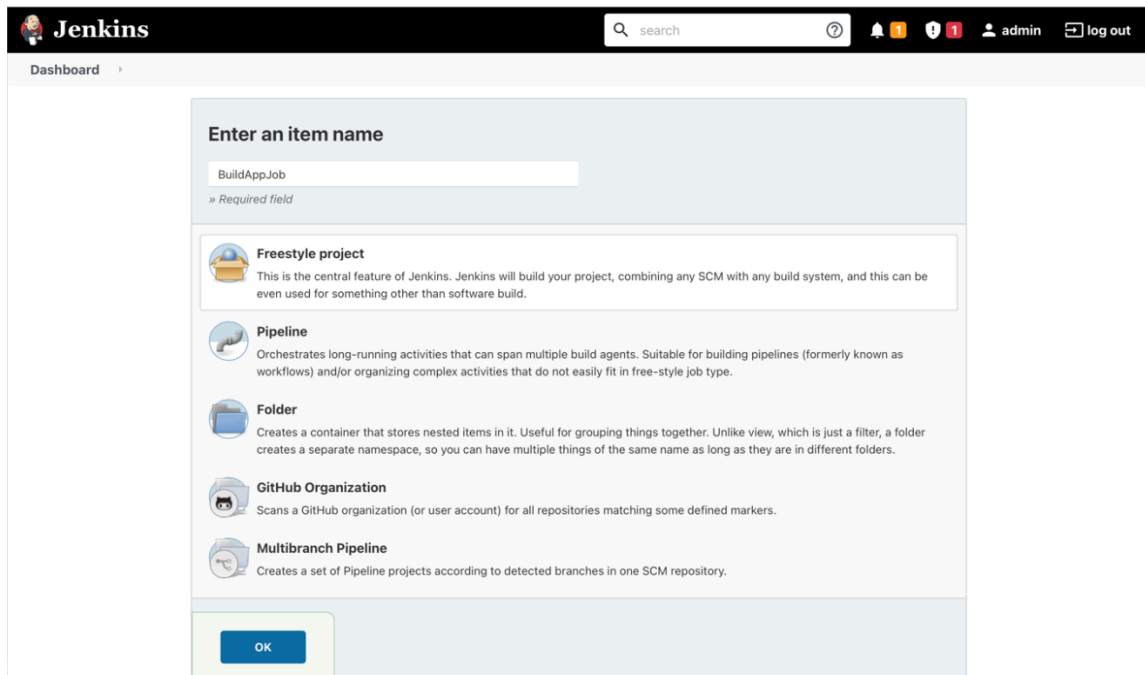 Jenkins
search
1
1
admin
log out
Dashboard
Enter an item name
BuildAppJob
» Required field
Freestyle project
This is the central feature of Jenkins. Jenkins will build your project, combining any SCM with any build system, and this can be
even used for something other than software build.
Pipeline
Orchestrates long-running activities that can span multiple build agents. Suitable for building pipelines (formerly known as
workflows) and/or organizing complex activities that do not easily fit in free-style job type.
Folder
Creates a container that stores nested items in it. Useful for grouping things together. Unlike view, which is just a filter, a folder
creates a separate namespace, so you can have multiple things of the same name as long as they are in different folders.
GitHub Organization
Scans a GitHub organization (or user account) for all repositories matching some defined markers.
Multibranch Pipeline
Creates a set of Pipeline projects according to detected branches in one SCM repository.
OK